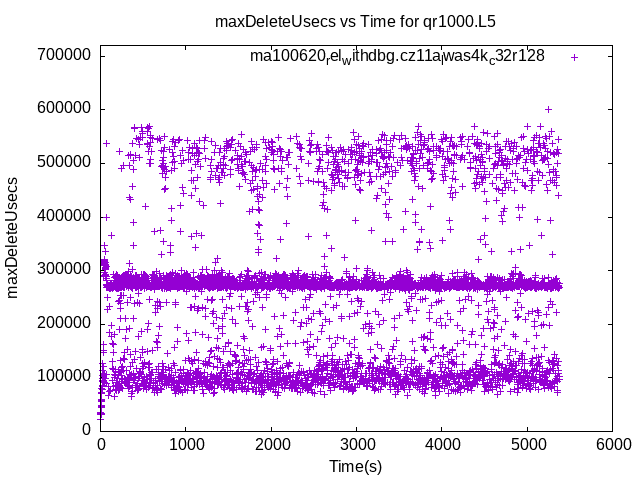 maxDeleteUsecs vs Time for qr1000.L5
ma100620_rel_withdbg.cz11a_lwas4k_c32r128
700000
600000
500000
400000
300000
200000
100000
0
maxDeleteUsecs
0 1000 2000 3000 4000 5000 6000
Time(s)